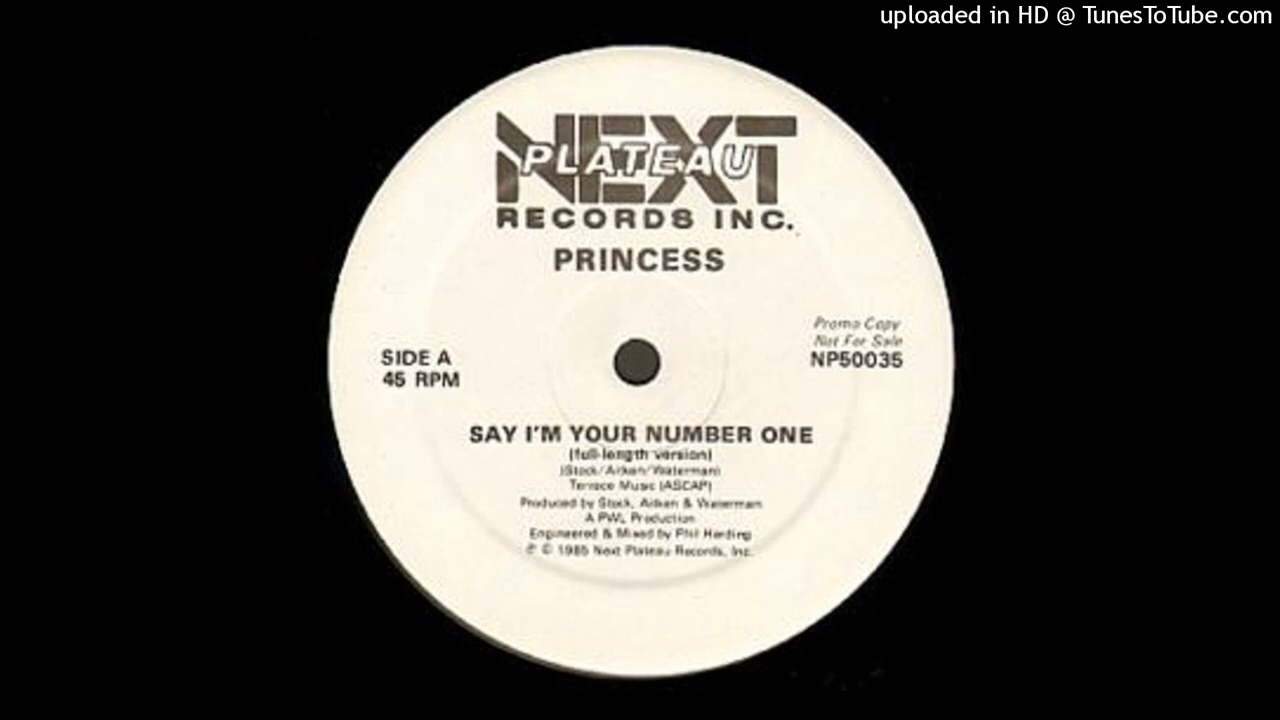 uploaded in HD @ TunesToTube.com
NEXT
PLATEAU
RECORDS INC.
PRINCESS
Promo Copy
Not For Sale
SIDE A
NP50035
45 RPM
SAY I'M YOUR NUMBER ONE
(full-length version)
(Stock/Aitken/Waterman)
Terrace Music (ASCAP)
Produced by Stock, Aitken & Waterman
A PWL Production
Engineered & Mixed by Phil Harding
℗ © 1985 Next Plateau Records, Inc.